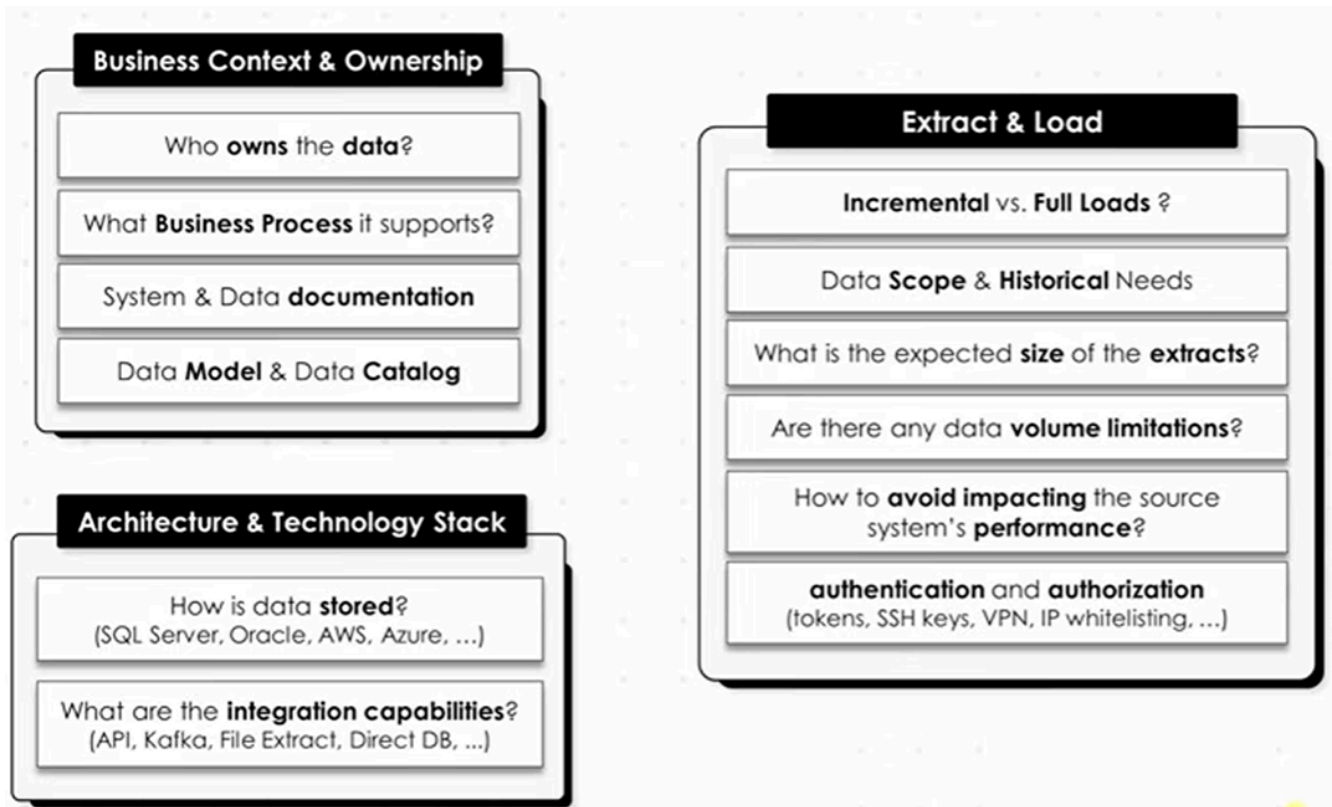 Business Context & Ownership
Who owns the data?
What Business Process it supports?
System & Data documentation
Data Model & Data Catalog
Architecture & Technology Stack
How is data stored?
(SQL Server, Oracle, AWS, Azure, ...)
What are the integration capabilities?
(API, Kafka, File Extract, Direct DB, ...)
Extract & Load
Incremental vs. Full Loads ?
Data Scope & Historical Needs
What is the expected size of the extracts?
Are there any data volume limitations?
How to avoid impacting the source
system's performance?
authentication and authorization
(tokens, SSH keys, VPN, IP whitelisting, ...)